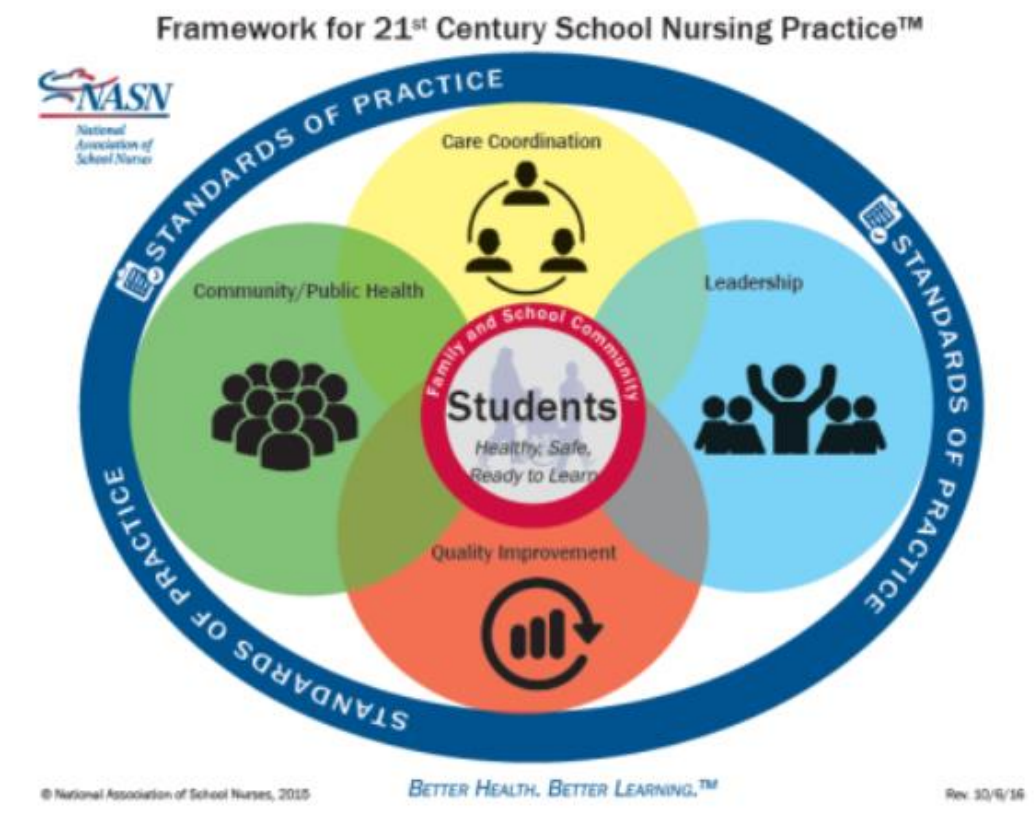 Framework for 21st Century School Nursing Practice™
NASN
National
Association of
School Nurses
STANDARDS OF PRACTICE
STANDARDS OF PRACTICE
STANDARDS OF PRACTICE
Care Coordination
Community/Public Health
Leadership
Family and School Community
Students
Healthy, Safe,
Ready to Learn
Quality Improvement
© National Association of School Nurses, 2015
BETTER HEALTH. BETTER LEARNING.™
Rev. 10/6/16